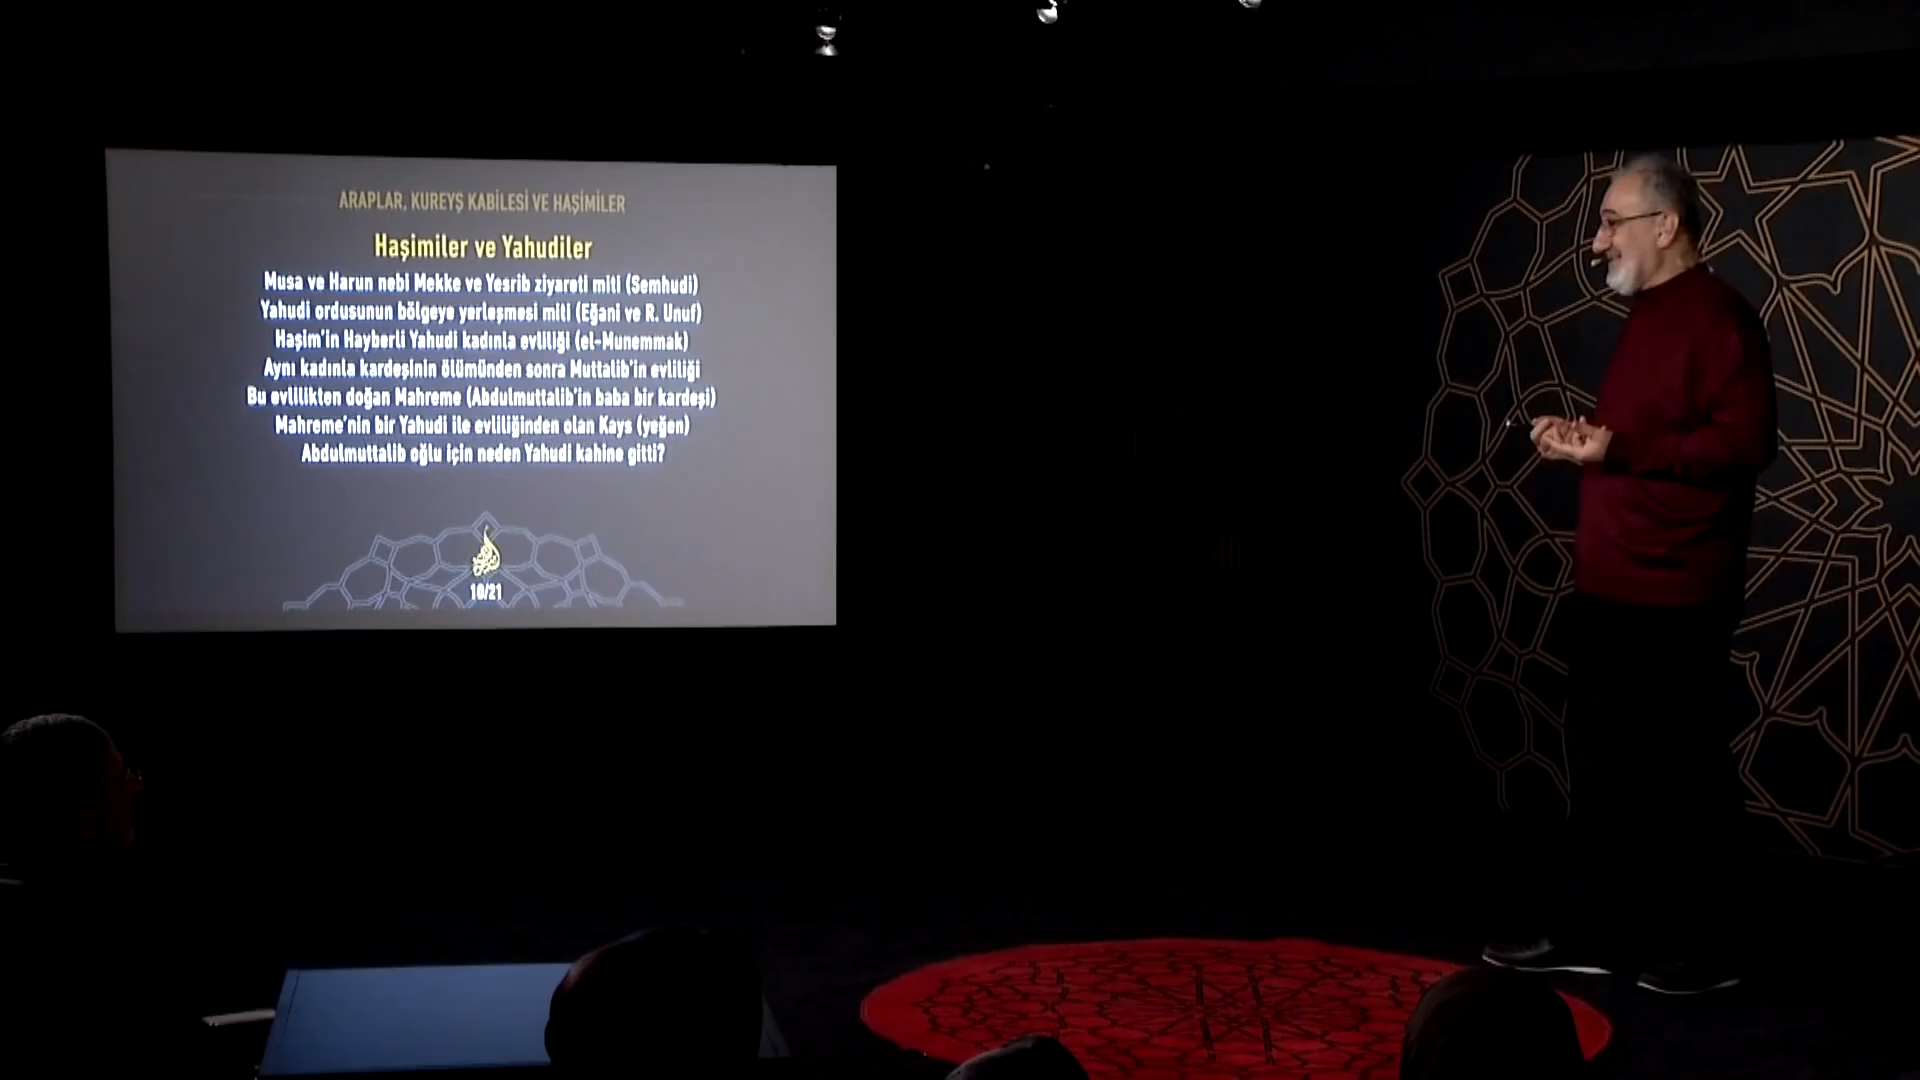 ARAPLAR, KUREYŞ KABİLESİ VE HAŞİMİLER
Haşimiler ve Yahudiler
Musa ve Harun nebi Mekke ve Yesrib ziyareti miti (Semhudi)
Yahudi ordusunun bölgeye yerleşmesi miti (Eğani ve R. Unuf)
Haşim'in Hayberli Yahudi kadınla evliliği (el-Munemmak)
Aynı kadınla kardeşinin ölümünden sonra Muttalib'in evliliği
Bu evlilikten doğan Mahreme (Abdulmuttalib'in baba bir kardeşi)
Mahreme'nin bir Yahudi ile evliliğinden olan Kays (yeğen)
Abdulmuttalib oğlu için neden Yahudi kahine gitti?
10/21